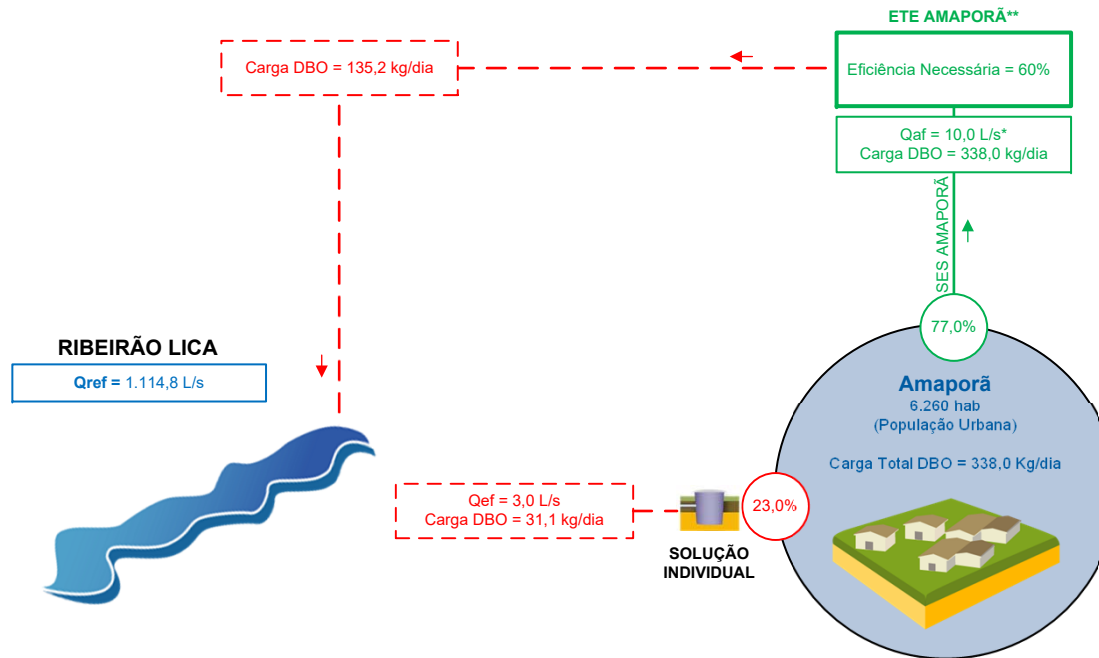 ETE AMAPORÃ**
Eficiência Necessária = 60%
Carga DBO = 135,2 kg/dia
Qaf = 10,0 L/s*
Carga DBO = 338,0 kg/dia
SES AMAPORÃ
77,0%
RIBEIRÃO LICA
Qref = 1.114,8 L/s
Amaporã
6.260 hab
(População Urbana)
Carga Total DBO = 338,0 Kg/dia
Qef = 3,0 L/s
Carga DBO = 31,1 kg/dia
23,0%
SOLUÇÃO
INDIVIDUAL